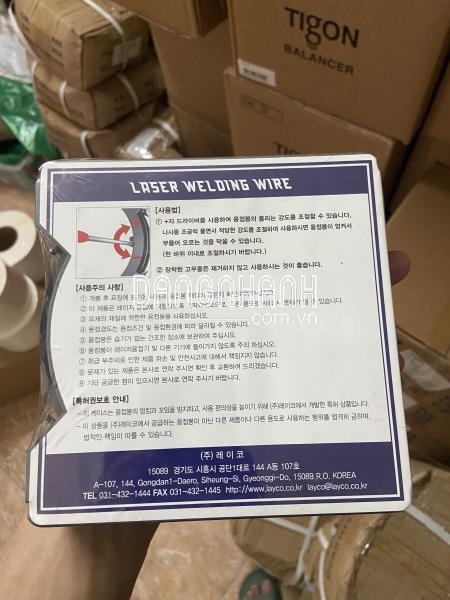 TIGON
BALANCER
TIGON
BALANCER
LASER WELDING WIRE
[사용법]
① +자 드라이버를 사용하여 용접봉의 풀리는 강도를 조절할 수 있습니다.
나사를 조금씩 풀면서 적당한 강도로 조절하여 사용하시면 용접봉이 엉켜서
부풀어 오르는 것을 막을 수 있습니다.
(한 바퀴 이내로 조절하시기 바랍니다.)
② 장착된 고무줄은 제거하지 않고 사용하시는 것이 좋습니다.
[사용주의 사항]
① 개봉 후 포장에
② 이 제품은 레이저 용접에
③ 모재의 재질에 적합한 용접봉을 사용하십시오.
④ 용접강도는 용접조건 및 용접환경에 따라 달라질 수 있습니다.
⑤ 용접봉은 습기가 없는 건조한 장소에 보관하여 주십시오.
⑥ 용접봉이 레이저용접기 및 다른 기기에 들어가지 않도록 주의 하십시오.
⑦ 취급 부주의로 인한 제품 파손 및 안전사고에 대해서 책임지지 않습니다.
⑧ 문제가 있는 제품은 본사로 연락 주시면 확인 후 교환하여 드리겠습니다.
⑨ 기타 궁금한 점이 있으시면 본사로 연락 주시기 바랍니다.
[특허권보호 안내]
- 이 케이스는 용접봉의 엉킴과 꼬임을 방지하고, 사용 편의성을 높이기 위해 (주)레이코에서 개발한 특허 상품입니다.
- 이 상품을 (주)레이코에서 공급하는 용접봉이 아닌 다른 제품이나 다른 용도로 사용하는 행위를 엄격히 금하며,
법적인 책임이 따를 수 있습니다.
(주) 레 이 코
15089 경기도 시흥시 공단1대로 144 A동 107호
A-107, 144, Gongdan1-Daero, Siheung-Si, Gyeonggi-Do, 15089 R.O. KOREA
TEL 031-432-1444 FAX 031-432-1445 http://www.layco.co.kr layco@layco.co.kr